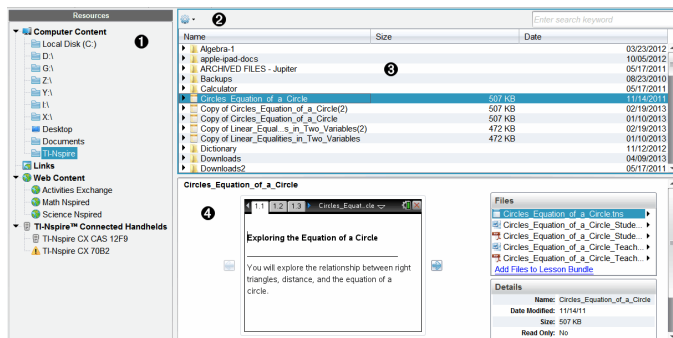 Resources
Computer Content
❶
Local Disk (C:)
D:\
G:\
Z:\
Y:\
I:\
X:\
Desktop
Documents
TI-Nspire
Links
Web Content
Activities Exchange
Math Nspired
Science Nspired
TI-Nspire™ Connected Handhelds
TI-Nspire CX CAS 12F9
TI-Nspire CX 70B2
❷ Enter search keyword
Name Size Date
Algebra-1 03/23/2012
apple-ipad-docs 10/05/2012
ARCHIVED FILES - Jupiter 05/17/2011
❸
Backups 08/23/2010
Calculator 05/17/2011
Circles_Equation_of_a_Circle 507 KB 11/14/2011
Copy of Circles_Equation_of_a_Circle(2) 507 KB 02/19/2013
Copy of Circles_Equation_of_a_Circle 507 KB 01/10/2013
Copy of Linear_Equal...s_in_Two_Variables(2) 472 KB 02/19/2013
Copy of Linear_Equalities_in_Two_Variables 472 KB 01/10/2013
Dictionary 11/12/2012
Downloads 04/09/2013
Downloads2 05/17/2011
Circles_Equation_of_a_Circle
❹
1.1 1.2 1.3 Circles_Equat...cle
Exploring the Equation of a Circle
You will explore the relationship between right
triangles, distance, and the equation of a
circle.
Files
Circles_Equation_of_a_Circle.tns
Circles_Equation_of_a_Circle_Stude...
Circles_Equation_of_a_Circle_Stude...
Circles_Equation_of_a_Circle_Teach...
Circles_Equation_of_a_Circle_Teach...
Add Files to Lesson Bundle
Details
Name: Circles_Equation_of_a_Circle
Date Modified: 11/14/11
Size: 507 KB
Read Only: No